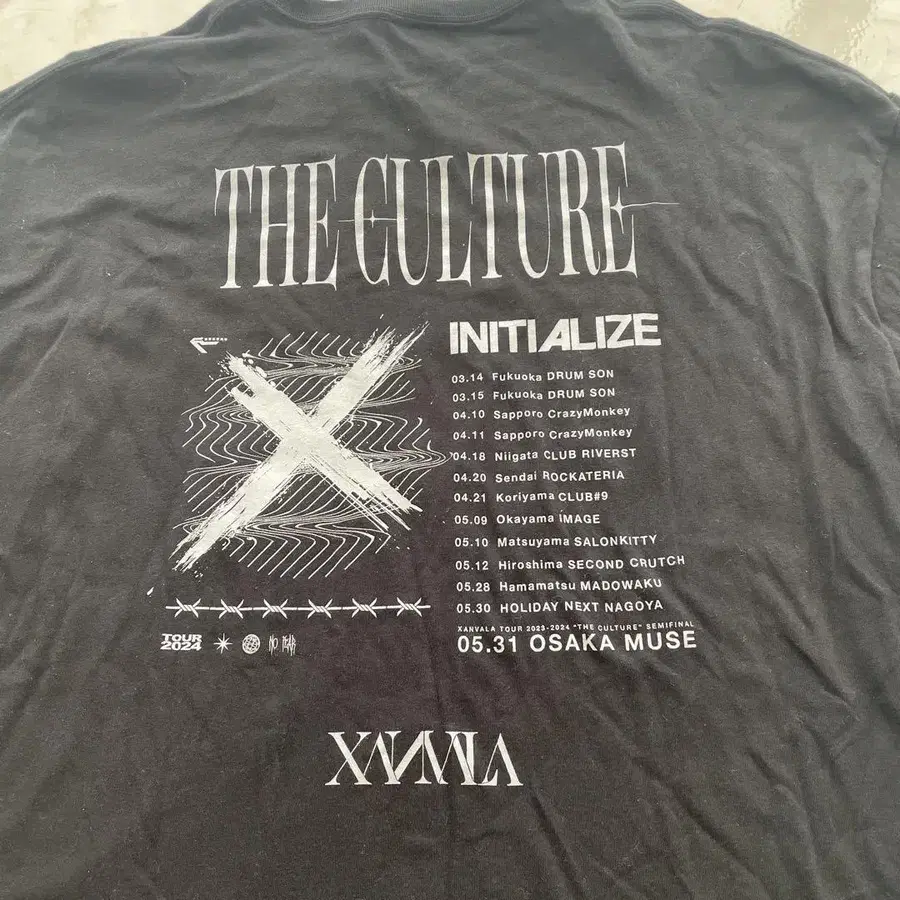 THE CULTURE
INITIALIZE
03.14 Fukuoka DRUM SON
03.15 Fukuoka DRUM SON
04.10 Sapporo CrazyMonkey
04.11 Sapporo CrazyMonkey
04.18 Niigata CLUB RIVERST
04.20 Sendai ROCKATERIA
04.21 Koriyama CLUB#9
05.09 Okayama IMAGE
05.10 Matsuyama SALONKITTY
05.12 Hiroshima SECOND CRUTCH
05.28 Hamamatsu MADOWAKU
05.30 HOLIDAY NEXT NAGOYA
XANVALA TOUR 2023-2024 "THE CULTURE" SEMIFINAL
05.31 OSAKA MUSE
TOUR
2024
NO FEAR
XANVALA